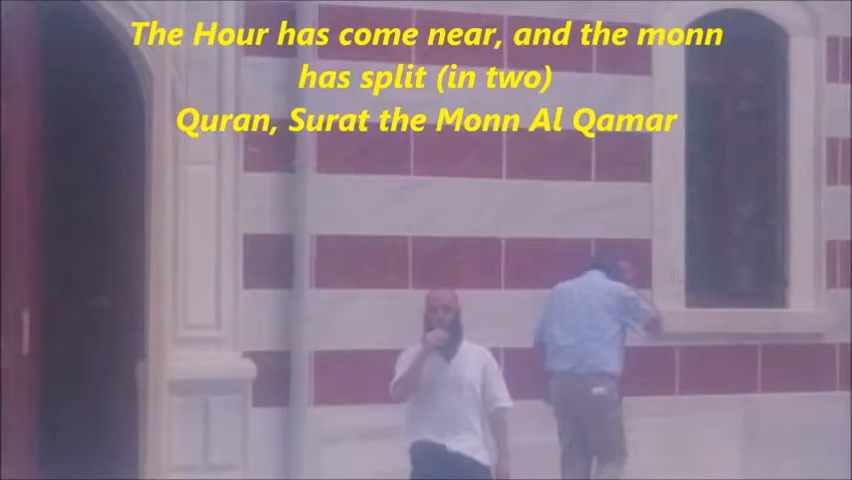 The Hour has come near, and the monn
has split (in two)
Quran, Surat the Monn Al Qamar